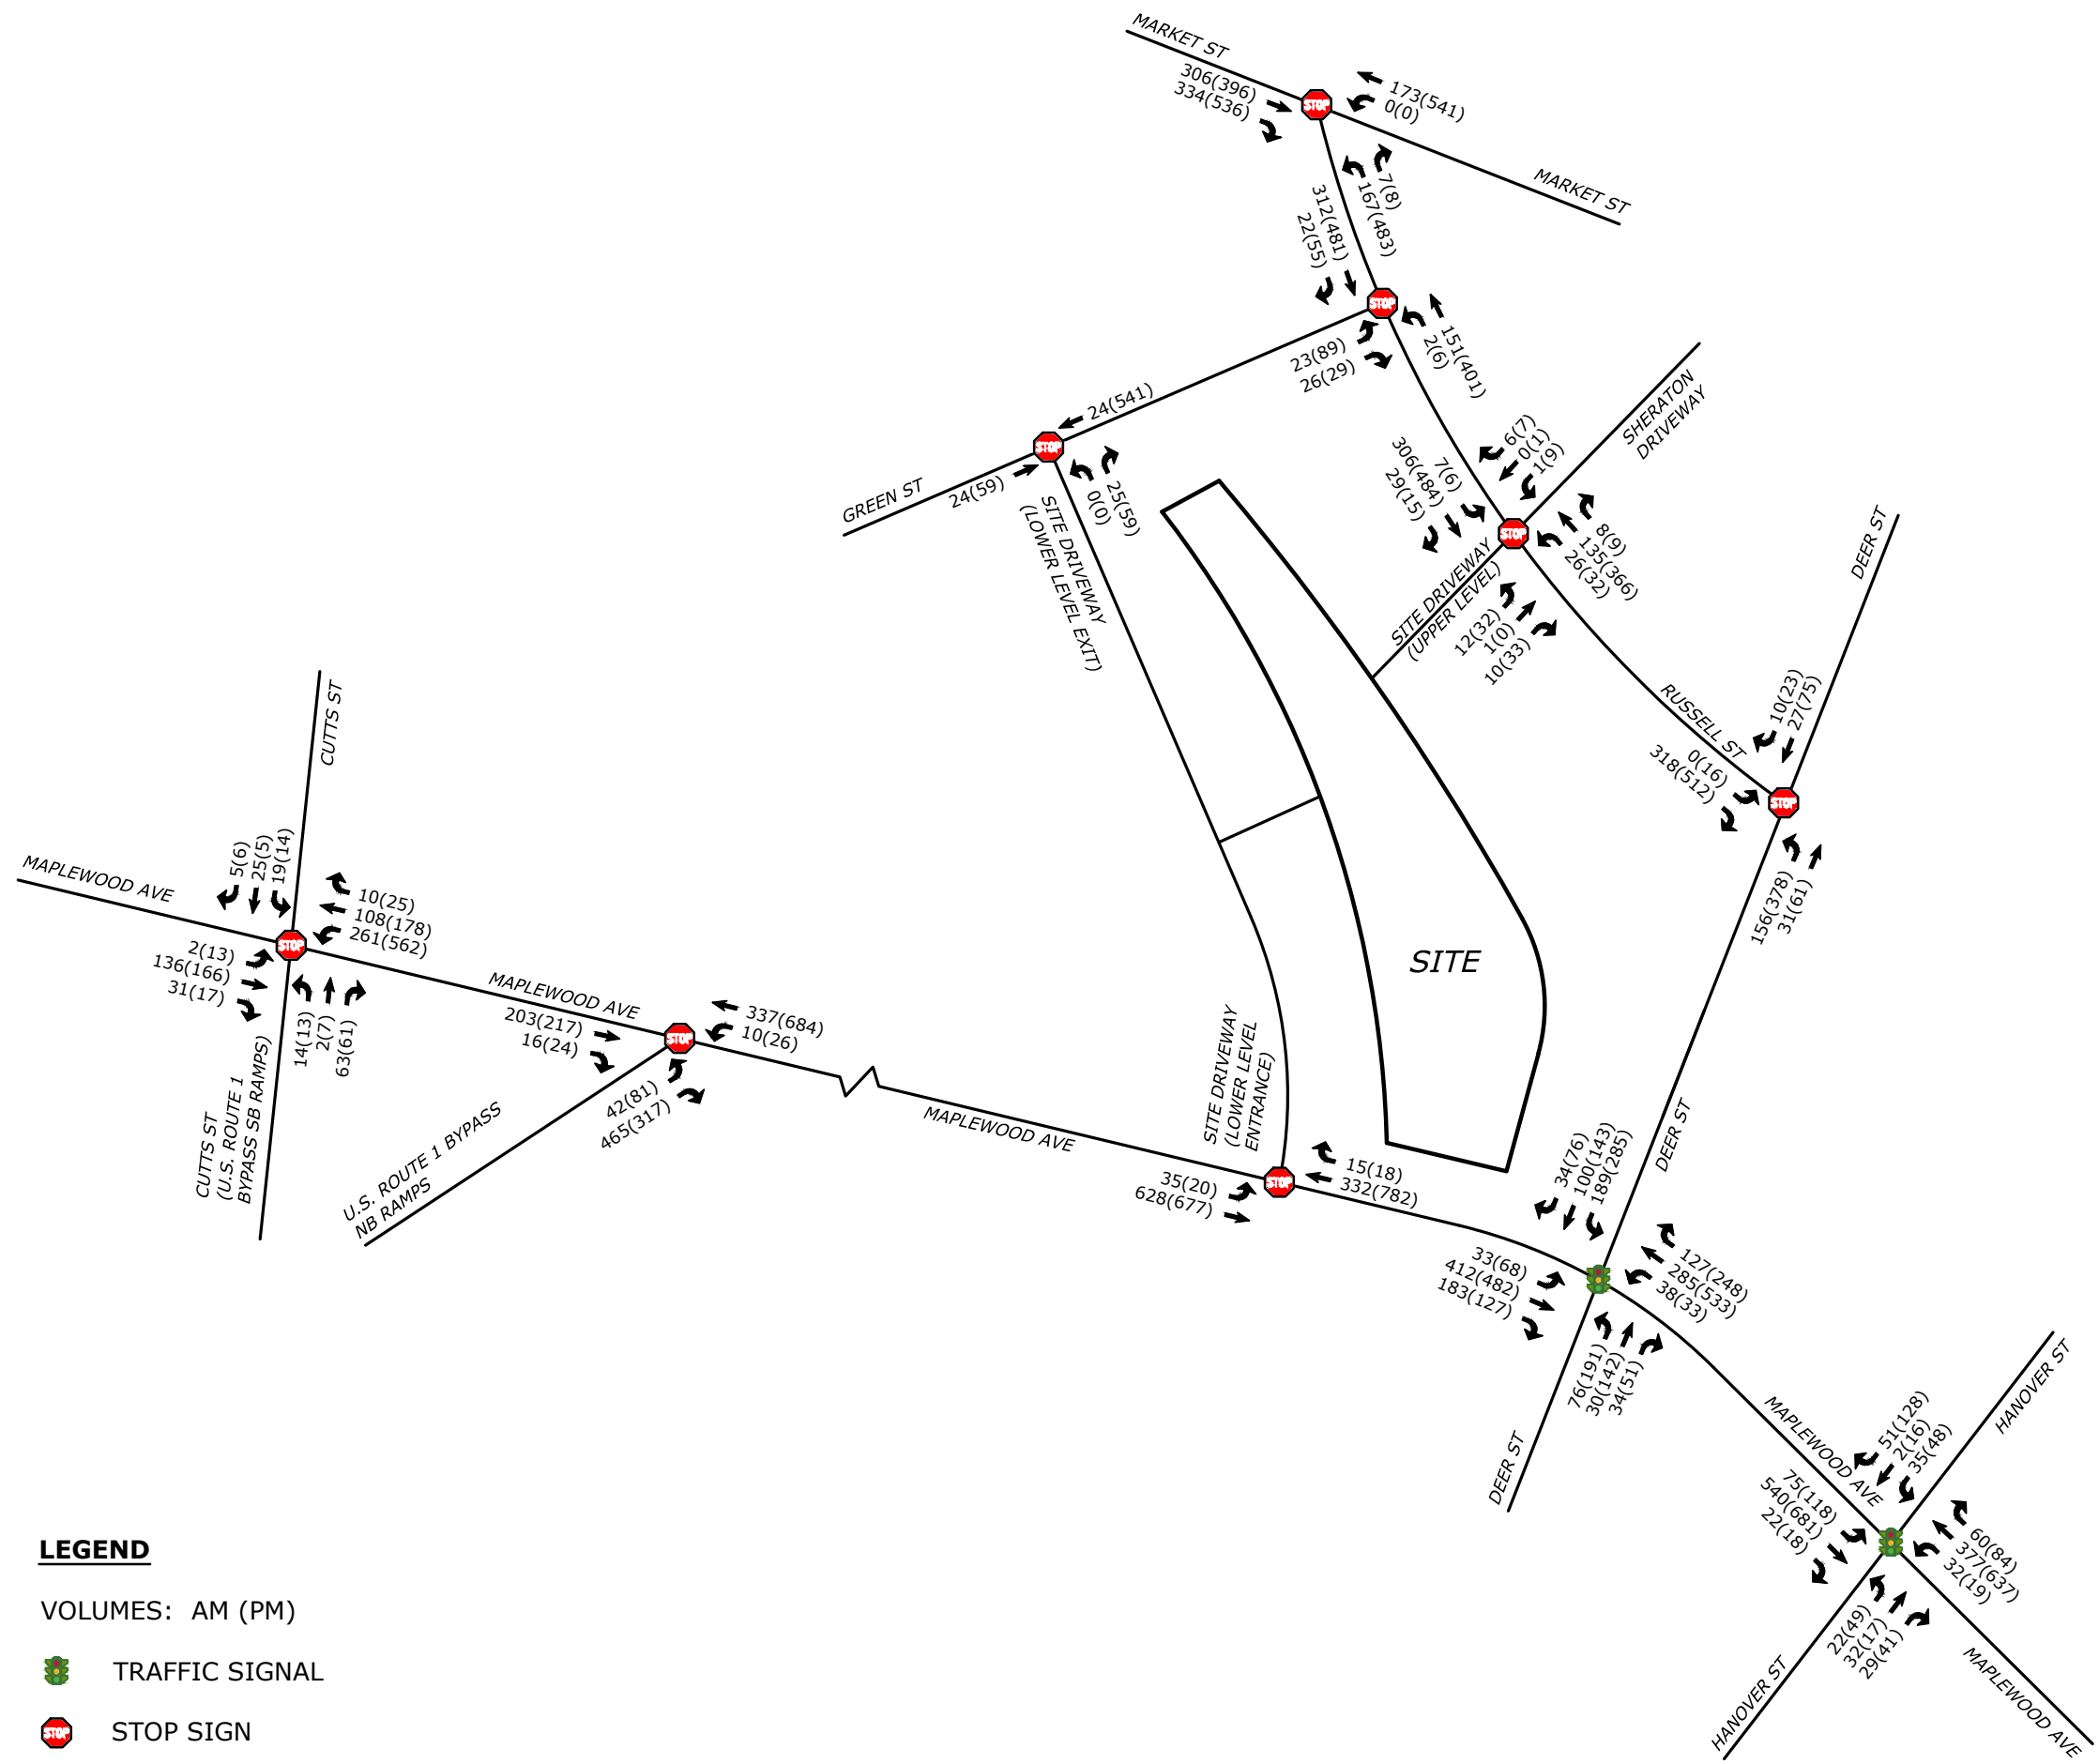 MARKET ST
306(396)
334(536)
173(541)
0(0)
MARKET ST
7(8)
167(483)
312(481)
22(55)
STOP
STOP
151(401)
2(6)
23(89)
26(29)
24(541)
STOP
GREEN ST
24(59)
25(59)
0(0)
SITE DRIVEWAY
(LOWER LEVEL EXIT)
SHERATON
DRIVEWAY
6(7)
0(1)
1(9)
7(6)
306(484)
29(15)
STOP
8(9)
135(366)
26(32)
SITE DRIVEWAY
(UPPER LEVEL)
12(32)
1(0)
10(33)
DEER ST
RUSSELL ST
10(23)
27(75)
0(16)
318(512)
STOP
156(378)
31(61)
CUTTS ST
MAPLEWOOD AVE
5(6)
25(5)
19(14)
10(25)
108(178)
261(562)
STOP
2(13)
136(166)
31(17)
14(13)
2(7)
63(61)
CUTTS ST
(U.S. ROUTE 1
BYPASS SB RAMPS)
MAPLEWOOD AVE
203(217)
16(24)
STOP
337(684)
10(26)
42(81)
465(317)
U.S. ROUTE 1 BYPASS
NB RAMPS
MAPLEWOOD AVE
SITE
SITE DRIVEWAY
(LOWER LEVEL
ENTRANCE)
35(20)
628(677)
STOP
15(18)
332(782)
DEER ST
34(76)
100(143)
189(285)
33(68)
412(482)
183(127)
127(248)
285(533)
38(33)
76(191)
30(142)
34(51)
DEER ST
MAPLEWOOD AVE
HANOVER ST
51(128)
2(16)
35(48)
75(118)
540(681)
22(18)
60(84)
377(637)
32(19)
22(49)
32(17)
29(41)
HANOVER ST
MAPLEWOOD AVE
LEGEND
VOLUMES: AM (PM)
TRAFFIC SIGNAL
STOP
STOP SIGN